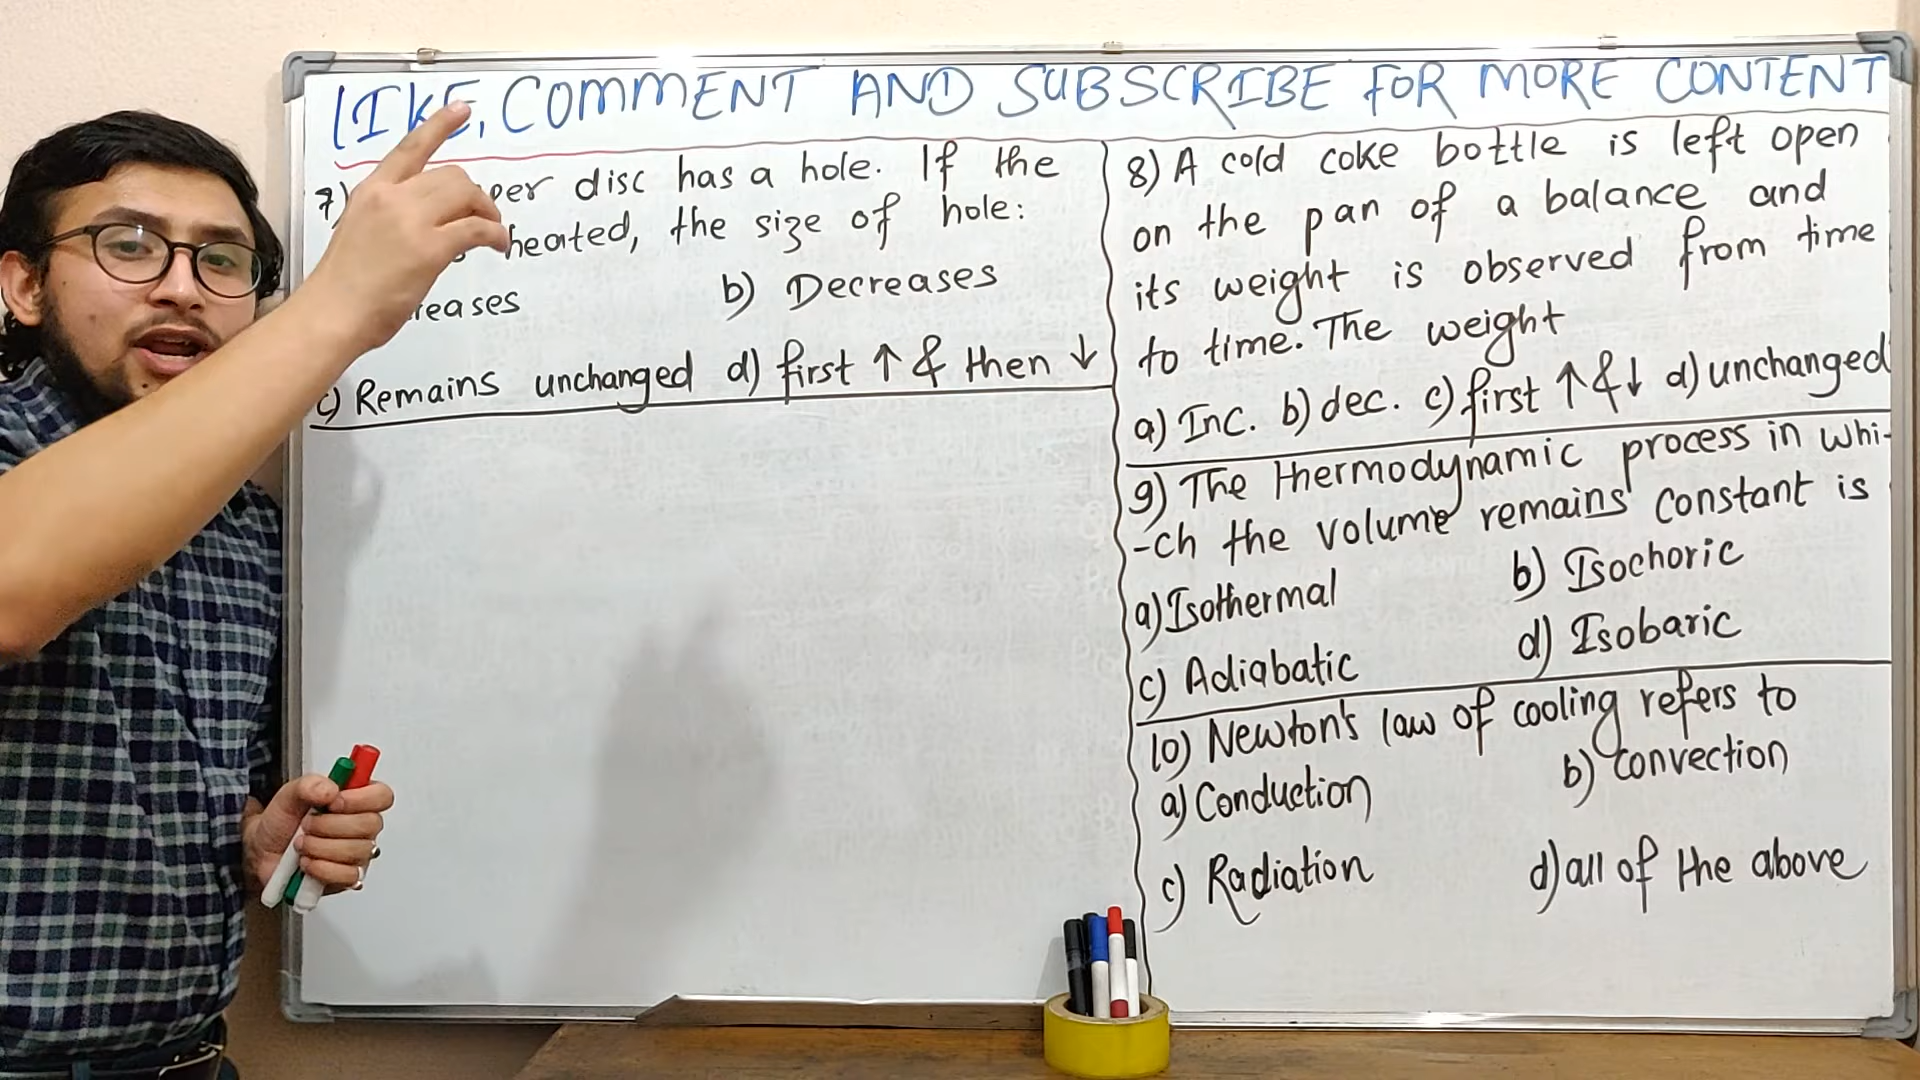 LIKE, COMMENT AND SUBSCRIBE FOR MORE CONTENT
7) disc has a hole. If the
heated, the size of hole:
b) Decreases
c) Remains unchanged d) first ↑ & then ↓
8) A cold coke bottle is left open
on the pan of a balance and
its weight is observed from time
to time. The weight
a) Inc. b) dec. c) first ↑ & ↓ d) unchanged
9) The thermodynamic process in whi-
-ch the volume remains constant is
a) Isothermal b) Isochoric
c) Adiabatic d) Isobaric
10) Newton's law of cooling refers to
a) Conduction b) convection
c) Radiation d) all of the above